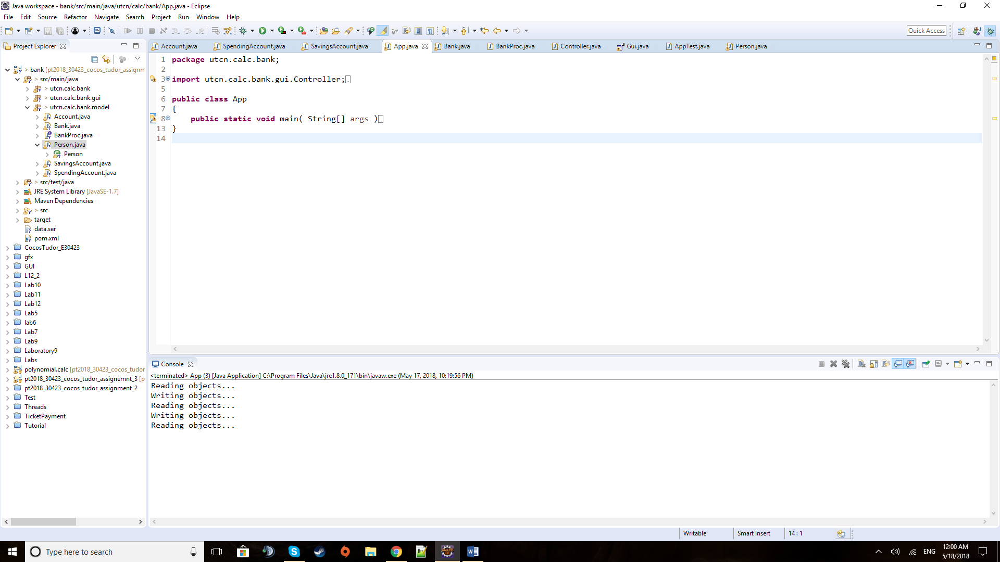 Java workspace - bank/src/main/java/utcn/calc/bank/App.java - Eclipse
File Edit Source Refactor Navigate Search Project Run Window Help
Quick Access
Project Explorer
> bank [pt2018_30423_cocos_tudor_assignm
> src/main/java
> utcn.calc.bank
> utcn.calc.bank.gui
> utcn.calc.bank.model
Account.java
Bank.java
BankProc.java
Person.java
Person
SavingsAccount.java
SpendingAccount.java
> src/test/java
JRE System Library [JavaSE-1.7]
Maven Dependencies
> src
target
data.ser
pom.xml
CocosTudor_E30423
gfx
GUI
L12_2
Lab10
Lab11
Lab12
Lab5
lab6
Lab7
Lab9
Laboratory9
Labs
polynomial.calc [pt2018_30423_cocos_tudor
pt2018_30423_cocos_tudor_assignemnt_3 [p
pt2018_30423_cocos_tudor_assignment_2
Test
Threads
TicketPayment
Tutorial
Account.java SpendingAccount.java SavingsAccount.java App.java Bank.java BankProc.java Controller.java Gui.java AppTest.java Person.java
1 package utcn.calc.bank;
2
3 import utcn.calc.bank.gui.Controller;
5
6 public class App
7 {
8 public static void main( String[] args )
13 }
14
Console
<terminated> App (3) [Java Application] C:\Program Files\Java\jre1.8.0_171\bin\javaw.exe (May 17, 2018, 10:19:56 PM)
Reading objects...
Writing objects...
Reading objects...
Writing objects...
Reading objects...
Writable Smart Insert 14 : 1
Type here to search
ENG
12:00 AM
5/18/2018